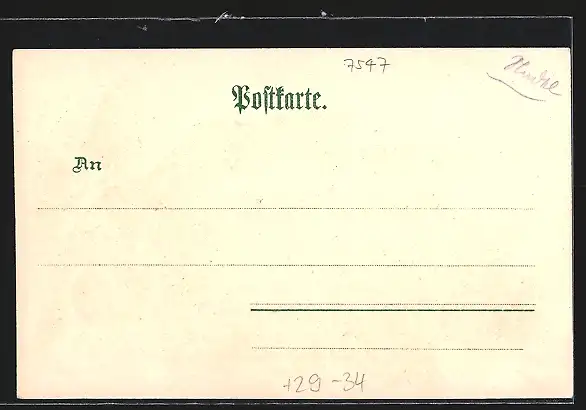 7547
Postkarte.
An
+29-34